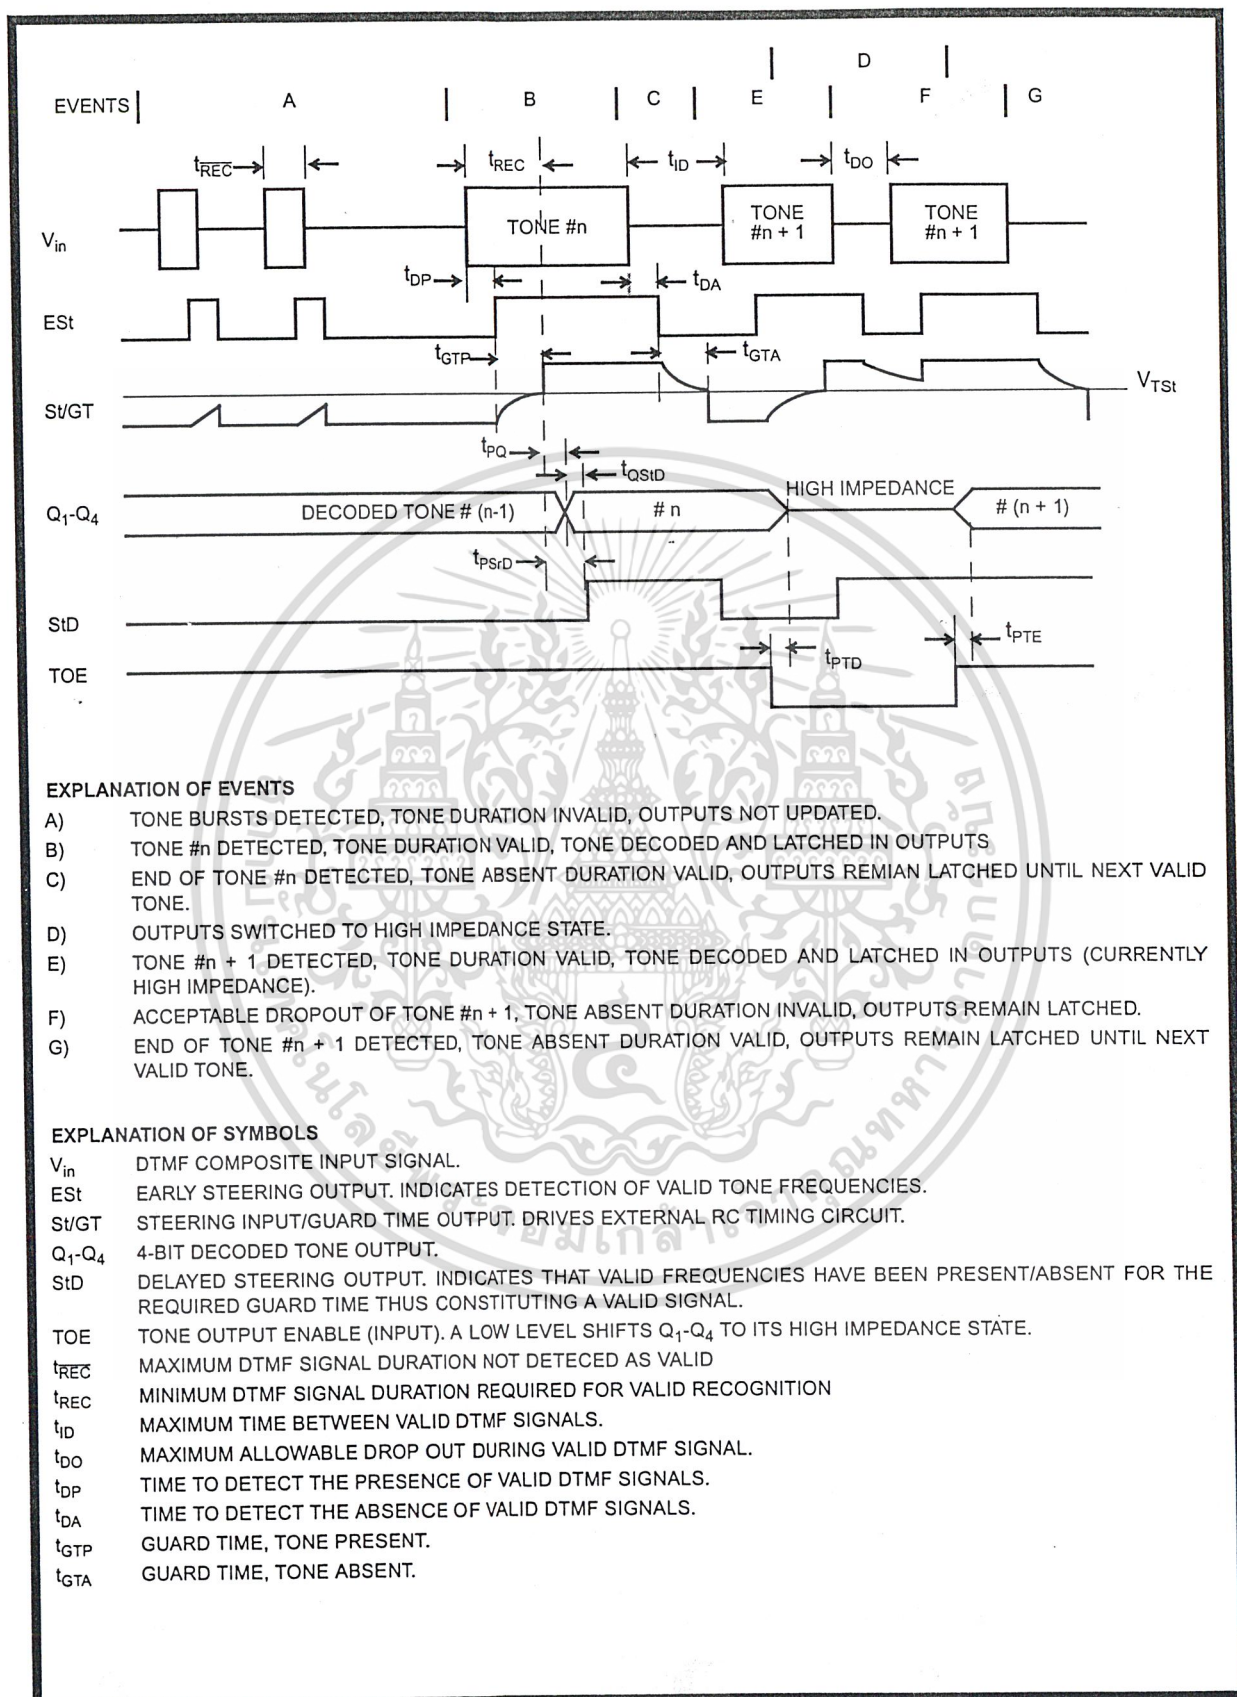 D
EVENTS A B C E F G
tREC tREC tID tDO
Vin TONE #n TONE #n + 1 TONE #n + 1
tDP tDA
ESt
tGTP tGTA
VTSt
St/GT
tPQ
tQStD
HIGH IMPEDANCE
Q1-Q4 DECODED TONE # (n-1) # n # (n + 1)
tPSrD
StD
tPTE
tPTD
TOE
EXPLANATION OF EVENTS
A) TONE BURSTS DETECTED, TONE DURATION INVALID, OUTPUTS NOT UPDATED.
B) TONE #n DETECTED, TONE DURATION VALID, TONE DECODED AND LATCHED IN OUTPUTS
C) END OF TONE #n DETECTED, TONE ABSENT DURATION VALID, OUTPUTS REMIAN LATCHED UNTIL NEXT VALID
TONE.
D) OUTPUTS SWITCHED TO HIGH IMPEDANCE STATE.
E) TONE #n + 1 DETECTED, TONE DURATION VALID, TONE DECODED AND LATCHED IN OUTPUTS (CURRENTLY
HIGH IMPEDANCE).
F) ACCEPTABLE DROPOUT OF TONE #n + 1, TONE ABSENT DURATION INVALID, OUTPUTS REMAIN LATCHED.
G) END OF TONE #n + 1 DETECTED, TONE ABSENT DURATION VALID, OUTPUTS REMAIN LATCHED UNTIL NEXT
VALID TONE.
EXPLANATION OF SYMBOLS
Vin DTMF COMPOSITE INPUT SIGNAL.
ESt EARLY STEERING OUTPUT. INDICATES DETECTION OF VALID TONE FREQUENCIES.
St/GT STEERING INPUT/GUARD TIME OUTPUT. DRIVES EXTERNAL RC TIMING CIRCUIT.
Q1-Q4 4-BIT DECODED TONE OUTPUT.
StD DELAYED STEERING OUTPUT. INDICATES THAT VALID FREQUENCIES HAVE BEEN PRESENT/ABSENT FOR THE
REQUIRED GUARD TIME THUS CONSTITUTING A VALID SIGNAL.
TOE TONE OUTPUT ENABLE (INPUT). A LOW LEVEL SHIFTS Q1-Q4 TO ITS HIGH IMPEDANCE STATE.
tREC MAXIMUM DTMF SIGNAL DURATION NOT DETECED AS VALID
tREC MINIMUM DTMF SIGNAL DURATION REQUIRED FOR VALID RECOGNITION
tID MAXIMUM TIME BETWEEN VALID DTMF SIGNALS.
tDO MAXIMUM ALLOWABLE DROP OUT DURING VALID DTMF SIGNAL.
tDP TIME TO DETECT THE PRESENCE OF VALID DTMF SIGNALS.
tDA TIME TO DETECT THE ABSENCE OF VALID DTMF SIGNALS.
tGTP GUARD TIME, TONE PRESENT.
tGTA GUARD TIME, TONE ABSENT.